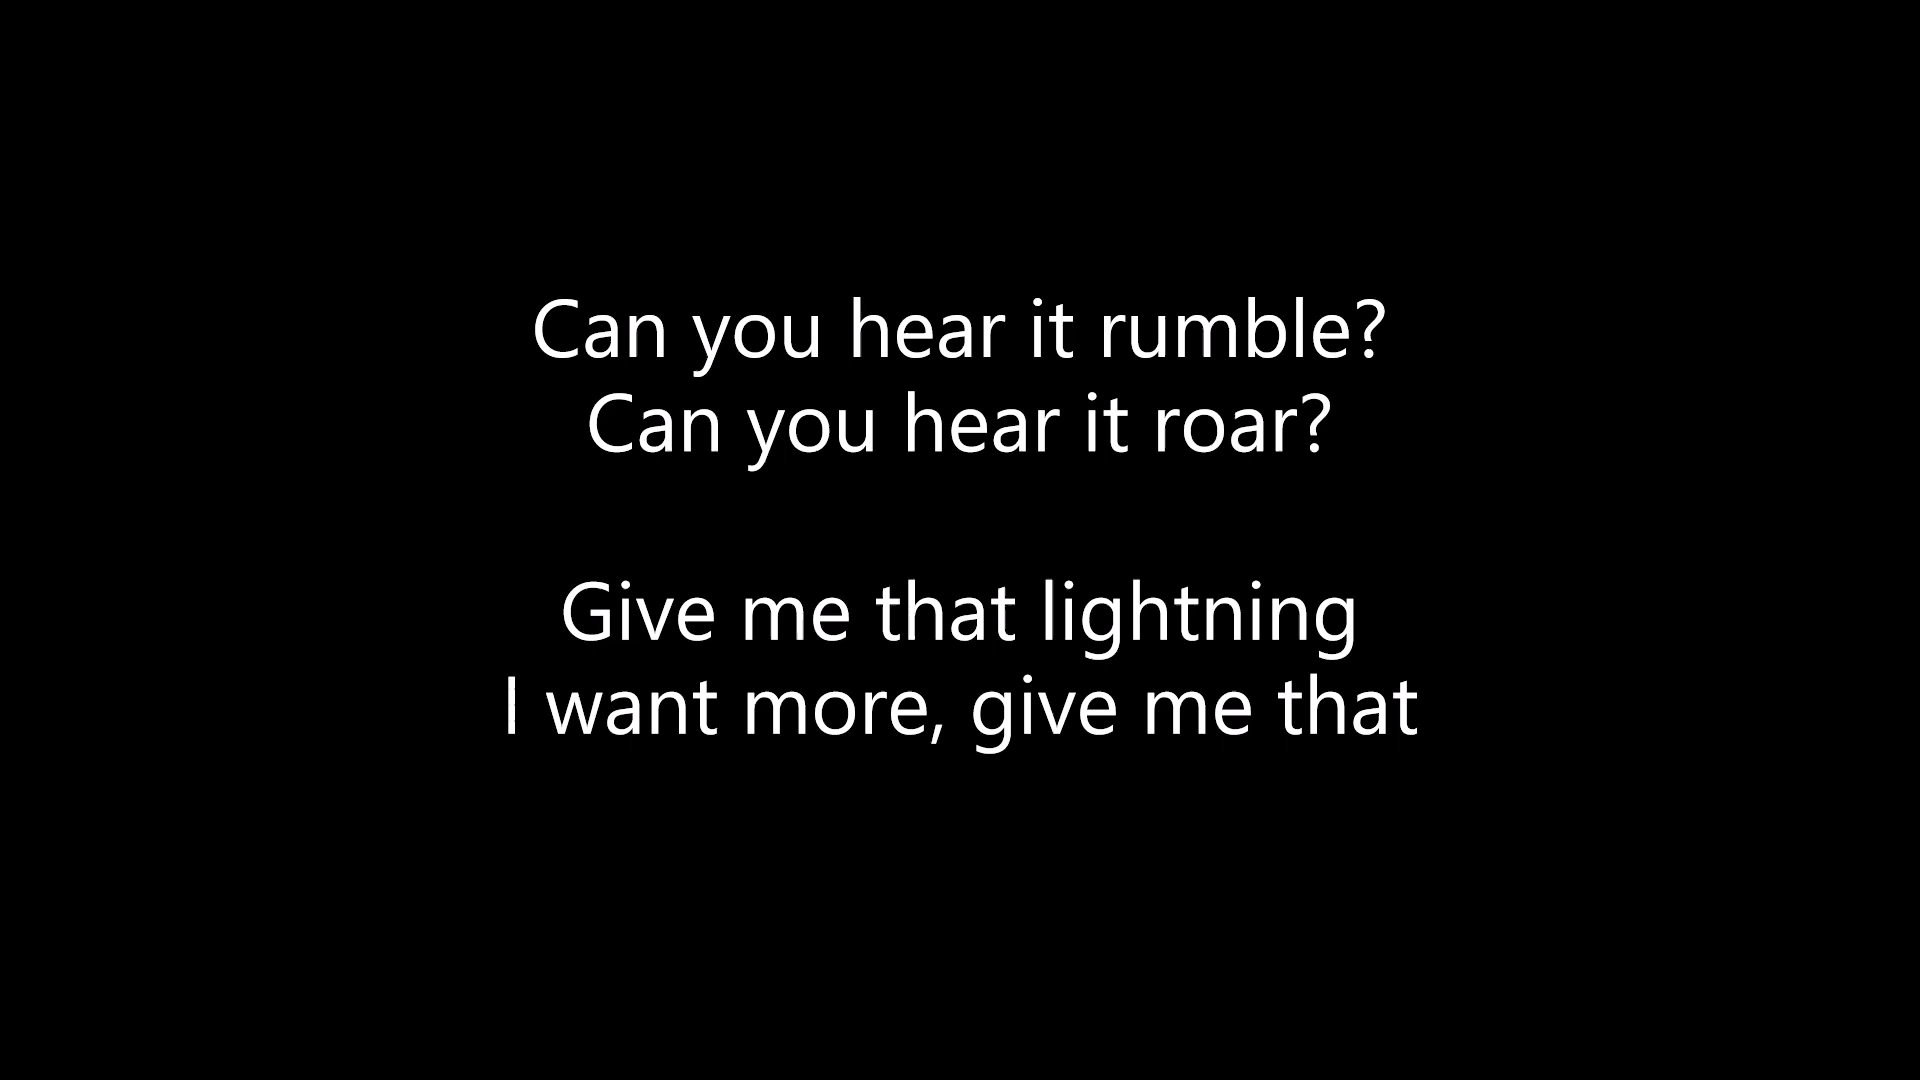 Can you hear it rumble?
Can you hear it roar?
Give me that lightning
I want more, give me that